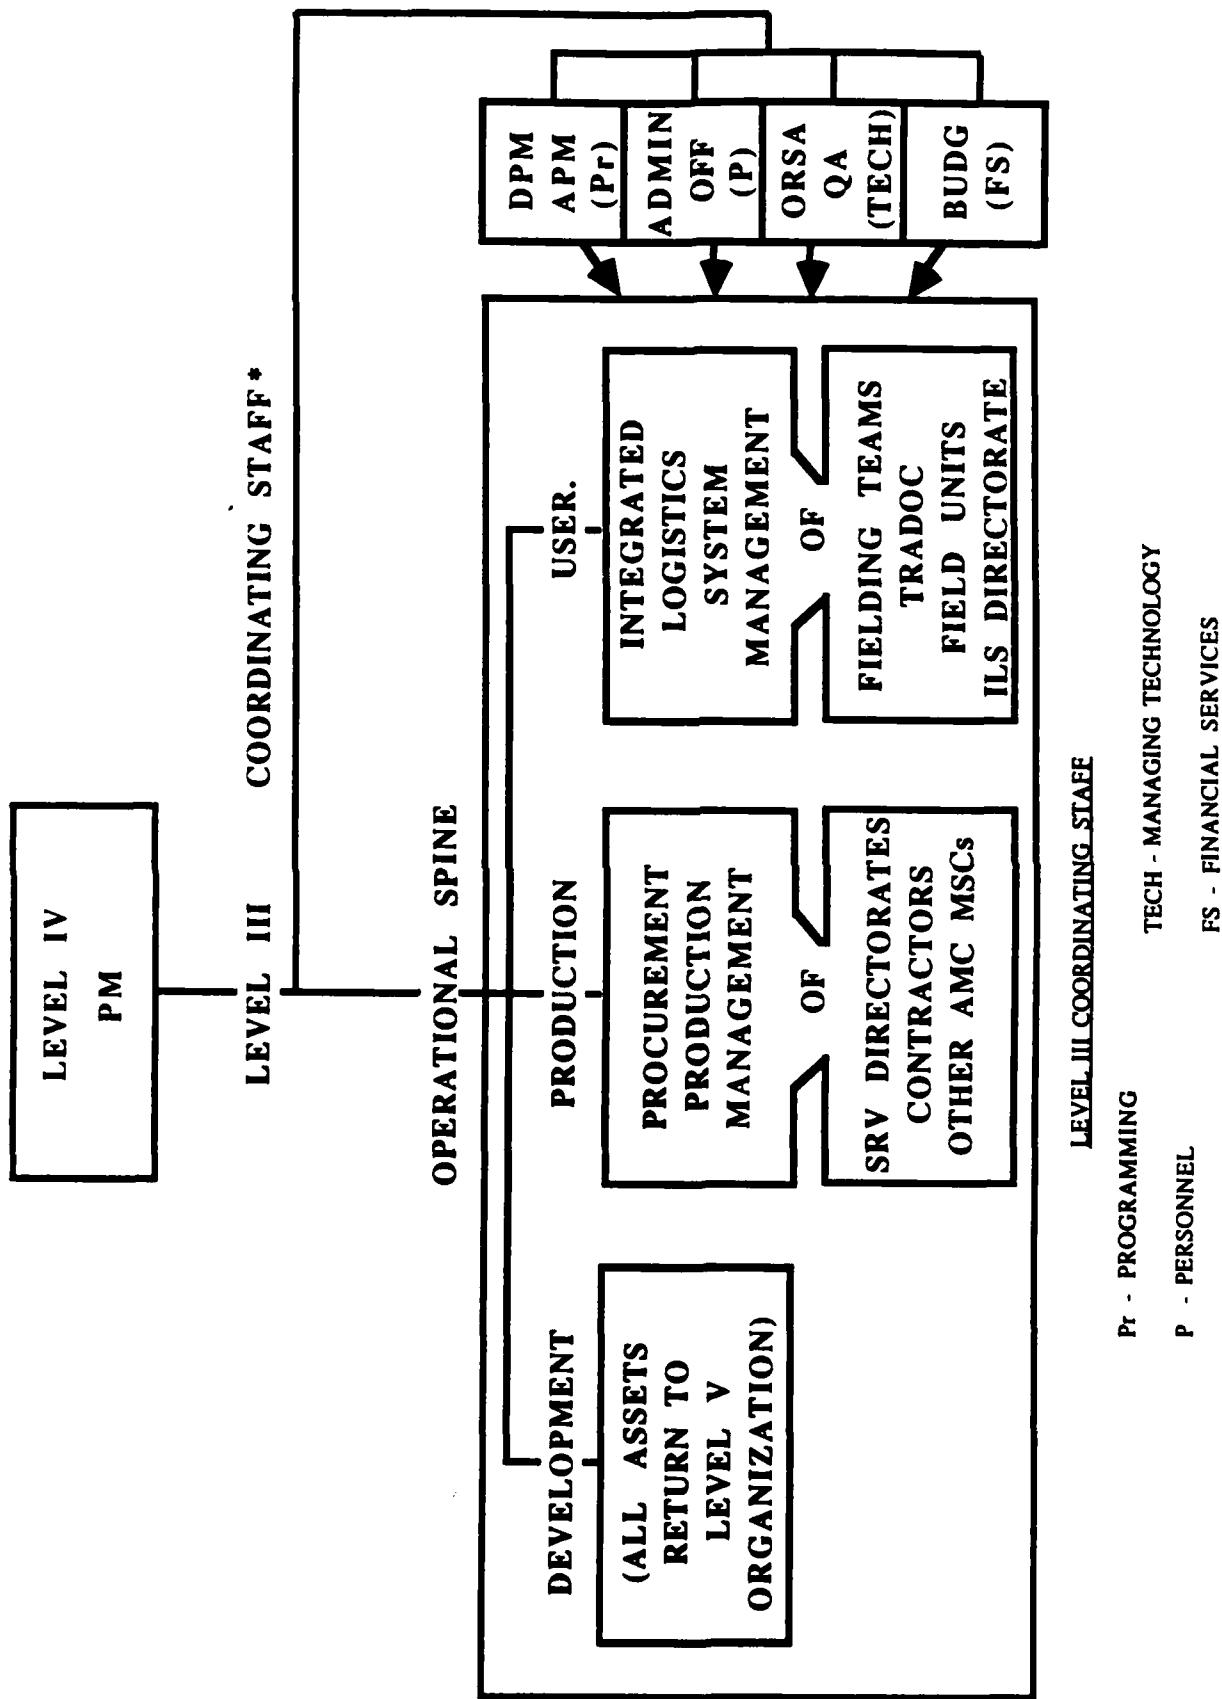 LEVEL IV
PM
LEVEL III
COORDINATING STAFF*
OPERATIONAL SPINE
DEVELOPMENT
(ALL ASSETS
RETURN TO
LEVEL V
ORGANIZATION)
PRODUCTION
PROCUREMENT
PRODUCTION
MANAGEMENT
OF
SRV DIRECTORATES
CONTRACTORS
OTHER AMC MSCs
USER.
INTEGRATED
LOGISTICS
SYSTEM
MANAGEMENT
OF
FIELDING TEAMS
TRADOC
FIELD UNITS
ILS DIRECTORATE
DPM
APM
(Pr)
ADMIN
OFF
(P)
ORSA
QA
(TECH)
BUDG
(FS)
LEVEL III COORDINATING STAFF
Pr - PROGRAMMING
P - PERSONNEL
TECH - MANAGING TECHNOLOGY
FS - FINANCIAL SERVICES